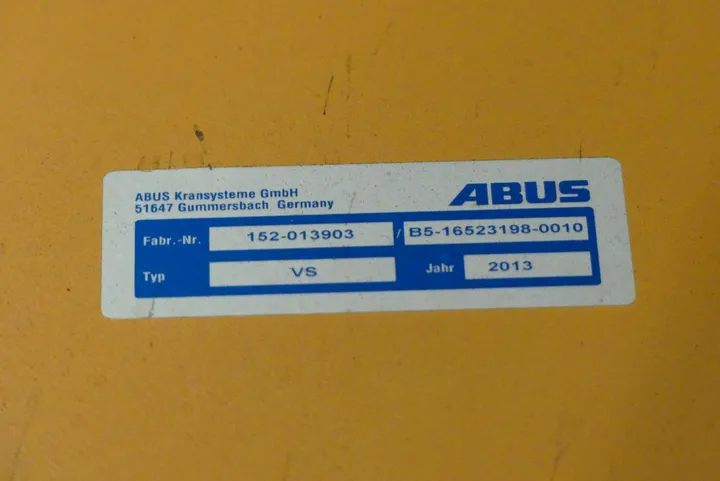 ABUS Kransysteme GmbH
51647 Gummersbach Germany
ABUS
Fabr.-Nr. 152-013903 / B5-16523198-0010
Typ VS Jahr 2013